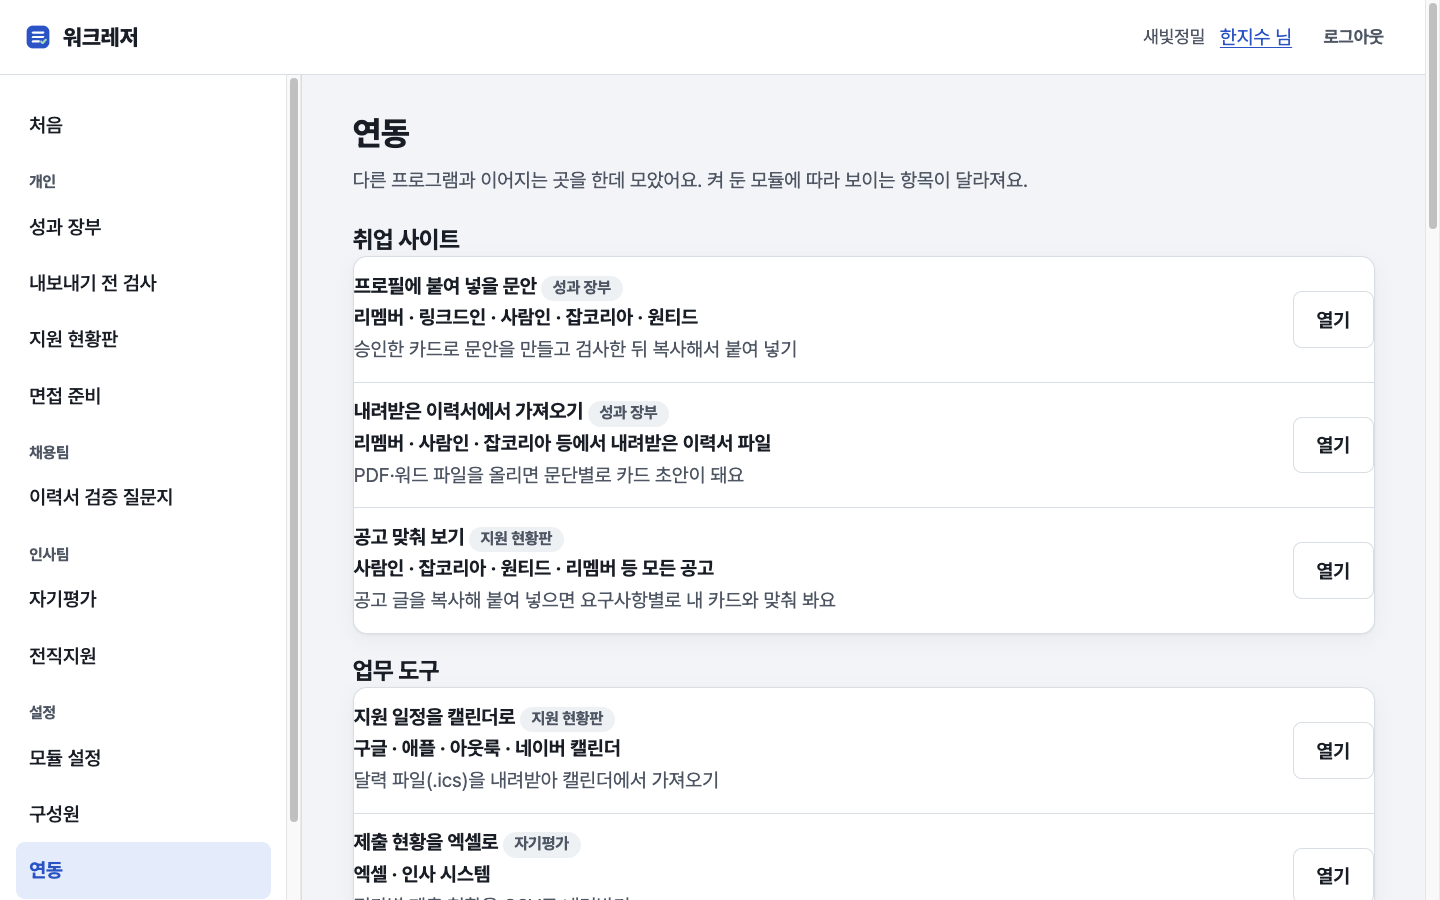 워크레저
새빛정밀 한지수 님 로그아웃
처음
개인
성과 장부
내보내기 전 검사
지원 현황판
면접 준비
채용팀
이력서 검증 질문지
인사팀
자기평가
전직지원
설정
모듈 설정
구성원
연동
연동
다른 프로그램과 이어지는 곳을 한데 모았어요. 켜 둔 모듈에 따라 보이는 항목이 달라져요.
취업 사이트
프로필에 붙여 넣을 문안 성과 장부
리멤버 · 링크드인 · 사람인 · 잡코리아 · 원티드
승인한 카드로 문안을 만들고 검사한 뒤 복사해서 붙여 넣기
열기
내려받은 이력서에서 가져오기 성과 장부
리멤버 · 사람인 · 잡코리아 등에서 내려받은 이력서 파일
PDF·워드 파일을 올리면 문단별로 카드 초안이 돼요
열기
공고 맞춰 보기 지원 현황판
사람인 · 잡코리아 · 원티드 · 리멤버 등 모든 공고
공고 글을 복사해 붙여 넣으면 요구사항별로 내 카드와 맞춰 봐요
열기
업무 도구
지원 일정을 캘린더로 지원 현황판
구글 · 애플 · 아웃룩 · 네이버 캘린더
달력 파일(.ics)을 내려받아 캘린더에서 가져오기
열기
제출 현황을 엑셀로 자기평가
엑셀 · 인사 시스템
열기